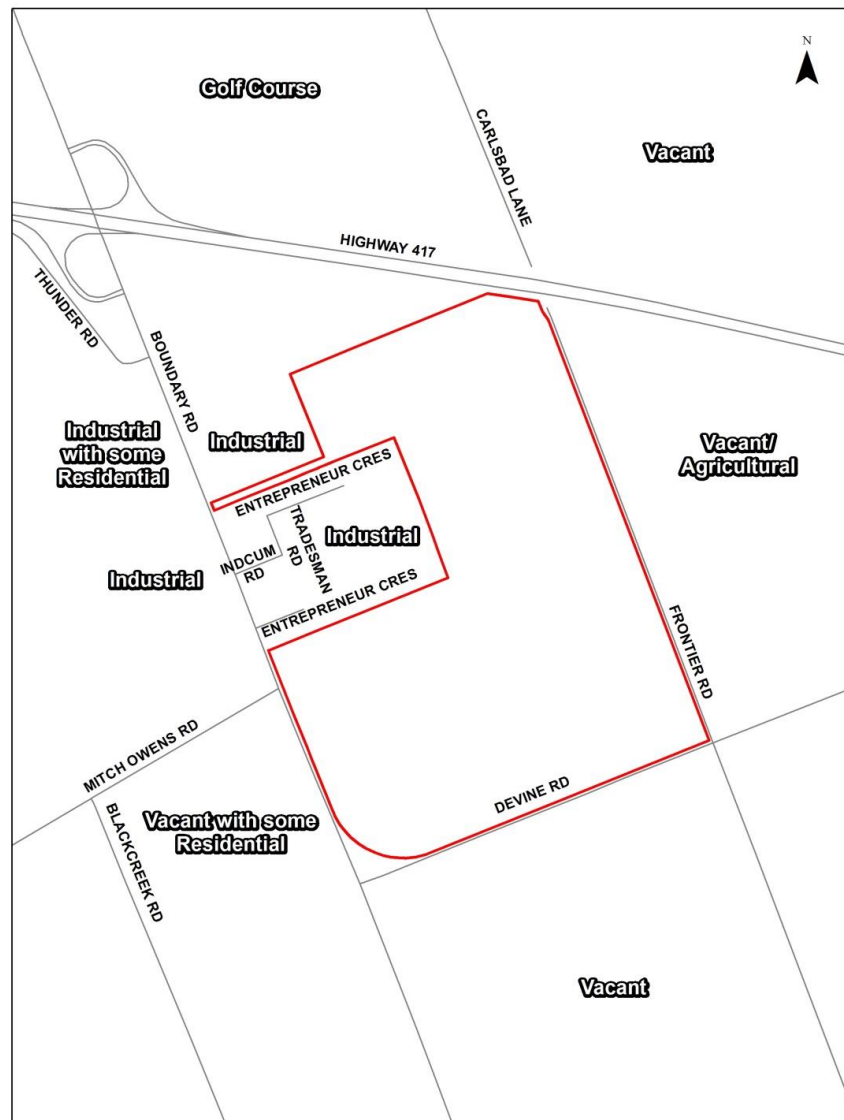 N
Golf Course
CARLSBAD LANE
Vacant
HIGHWAY 417
THUNDER RD
BOUNDARY RD
Industrial
with some
Residential
Industrial
Vacant/
Agricultural
ENTREPRENEUR CRES
TRADESMAN
RD
Industrial
INDCUM
RD
Industrial
ENTREPRENEUR CRES
FRONTIER RD
MITCH OWENS RD
DEVINE RD
BLACKCREEK RD
Vacant with some
Residential
Vacant